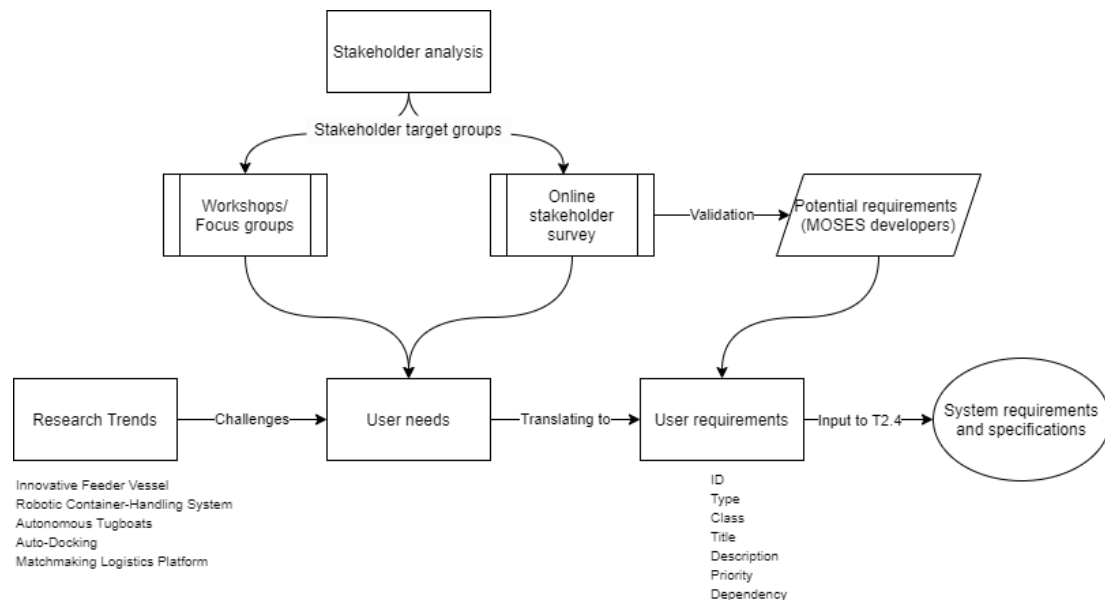 Stakeholder analysis
Stakeholder target groups
Workshops/
Focus groups
Online
stakeholder
survey
Validation
Potential requirements
(MOSES developers)
Research Trends
Challenges
User needs
Translating to
User requirements
Input to T2.4
System requirements
and specifications
Innovative Feeder Vessel
Robotic Container-Handling System
Autonomous Tugboats
Auto-Docking
Matchmaking Logistics Platform
ID
Type
Class
Title
Description
Priority
Dependency